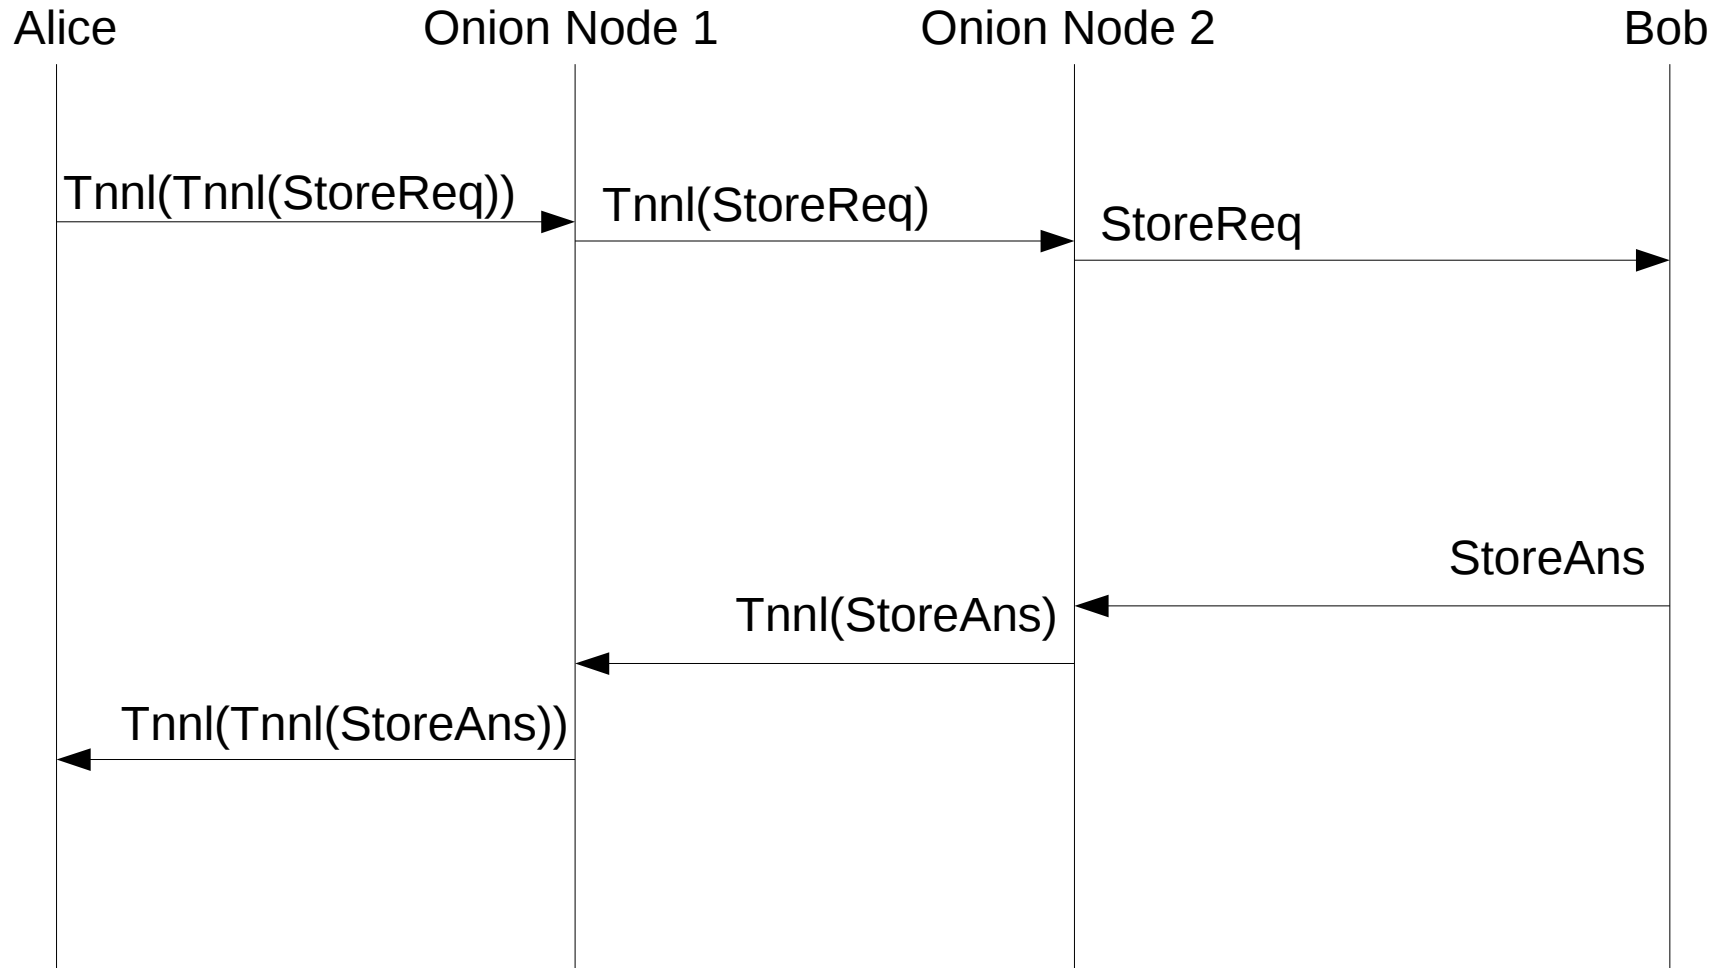 Alice Onion Node 1 Onion Node 2 Bob
Tnnl(Tnnl(StoreReq))
Tnnl(StoreReq)
StoreReq
StoreAns
Tnnl(StoreAns)
Tnnl(Tnnl(StoreAns))